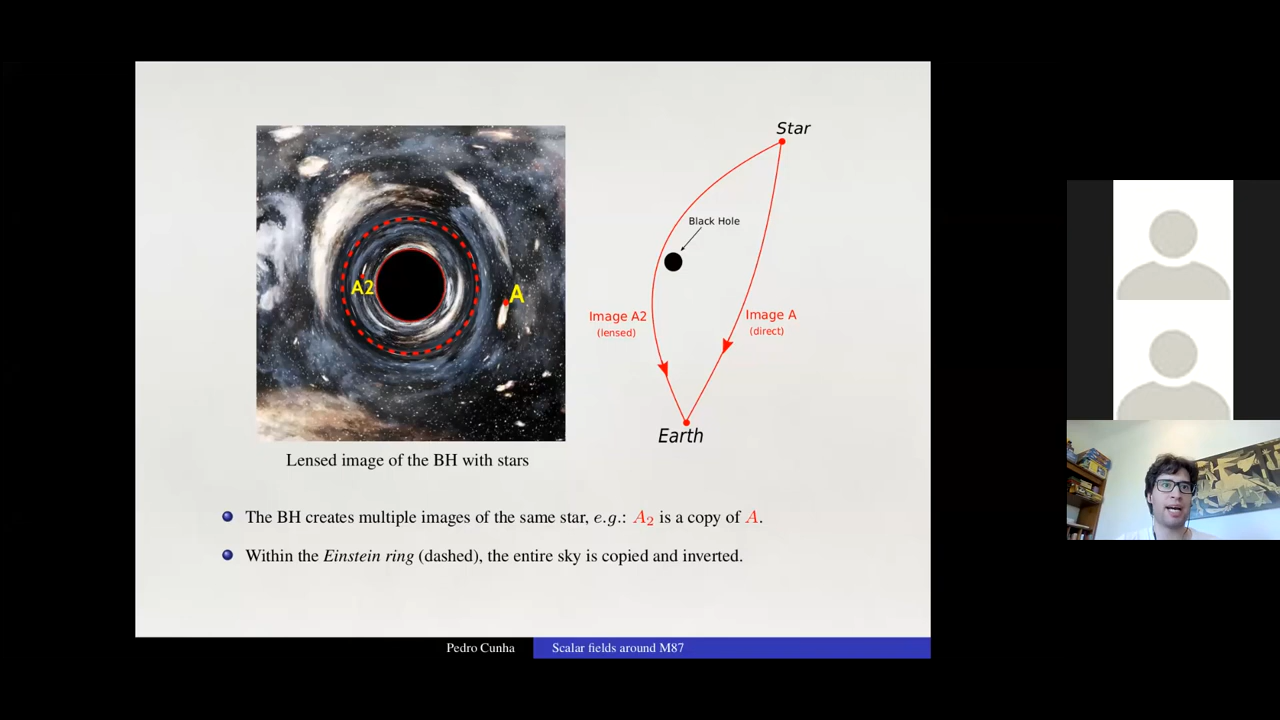 Star
Black Hole
A2
A
Image A2
(lensed)
Image A
(direct)
Earth
Lensed image of the BH with stars
The BH creates multiple images of the same star, e.g.: A₂ is a copy of A.
Within the Einstein ring (dashed), the entire sky is copied and inverted.
Pedro Cunha
Scalar fields around M87